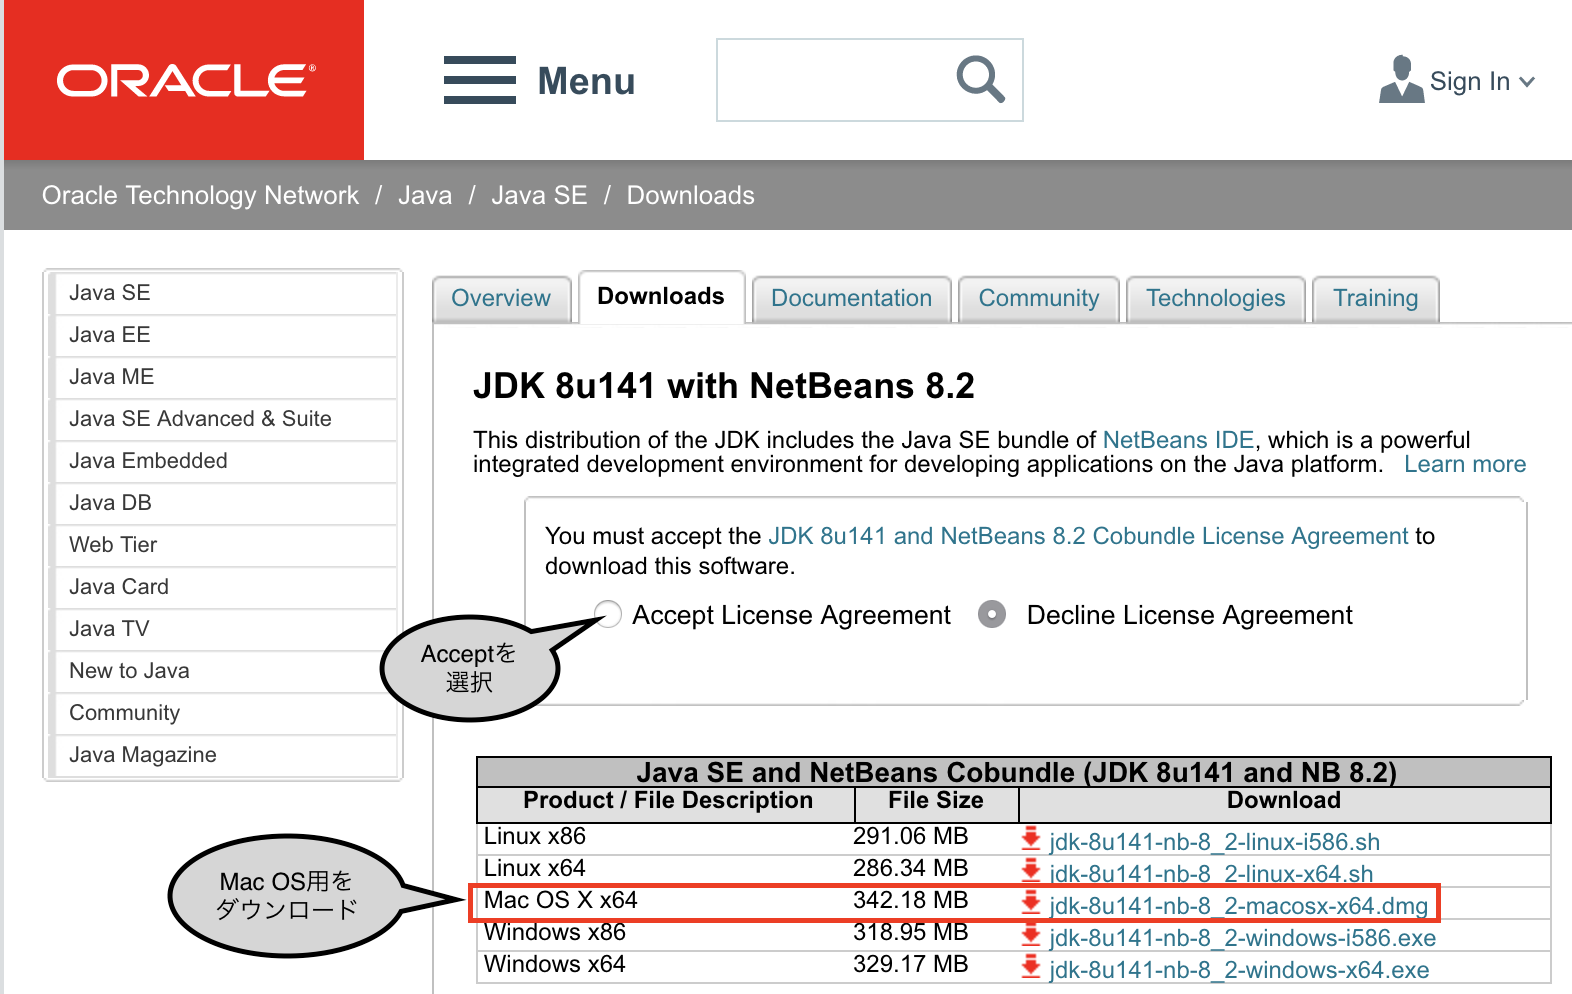 ORACLE®
Menu
Sign In
Oracle Technology Network / Java / Java SE / Downloads
Java SE
Java EE
Java ME
Java SE Advanced & Suite
Java Embedded
Java DB
Web Tier
Java Card
Java TV
New to Java
Community
Java Magazine
Overview
Downloads
Documentation
Community
Technologies
Training
JDK 8u141 with NetBeans 8.2
This distribution of the JDK includes the Java SE bundle of NetBeans IDE, which is a powerful
integrated development environment for developing applications on the Java platform. Learn more
You must accept the JDK 8u141 and NetBeans 8.2 Cobundle License Agreement to
download this software.
Accept License Agreement Decline License Agreement
Acceptを
選択
Java SE and NetBeans Cobundle (JDK 8u141 and NB 8.2)
Product / File Description File Size Download
Linux x86 291.06 MB jdk-8u141-nb-8_2-linux-i586.sh
Linux x64 286.34 MB jdk-8u141-nb-8_2-linux-x64.sh
Mac OS X x64 342.18 MB jdk-8u141-nb-8_2-macosx-x64.dmg
Windows x86 318.95 MB jdk-8u141-nb-8_2-windows-i586.exe
Windows x64 329.17 MB jdk-8u141-nb-8_2-windows-x64.exe
Mac OS用を
ダウンロード